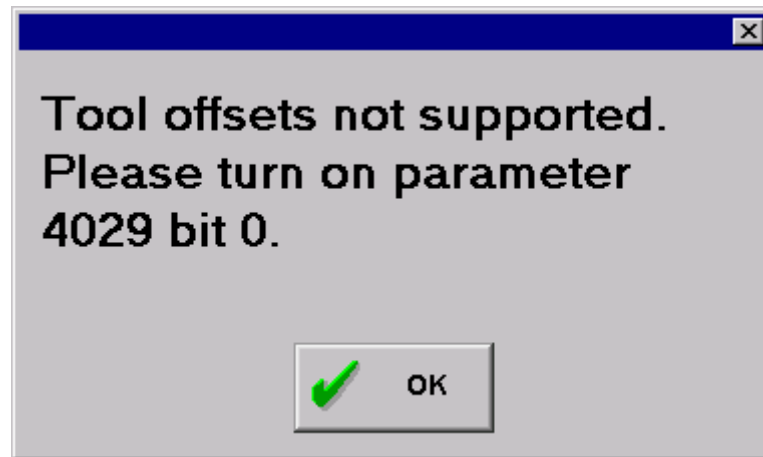 Tool offsets not supported.
Please turn on parameter
4029 bit 0.
OK